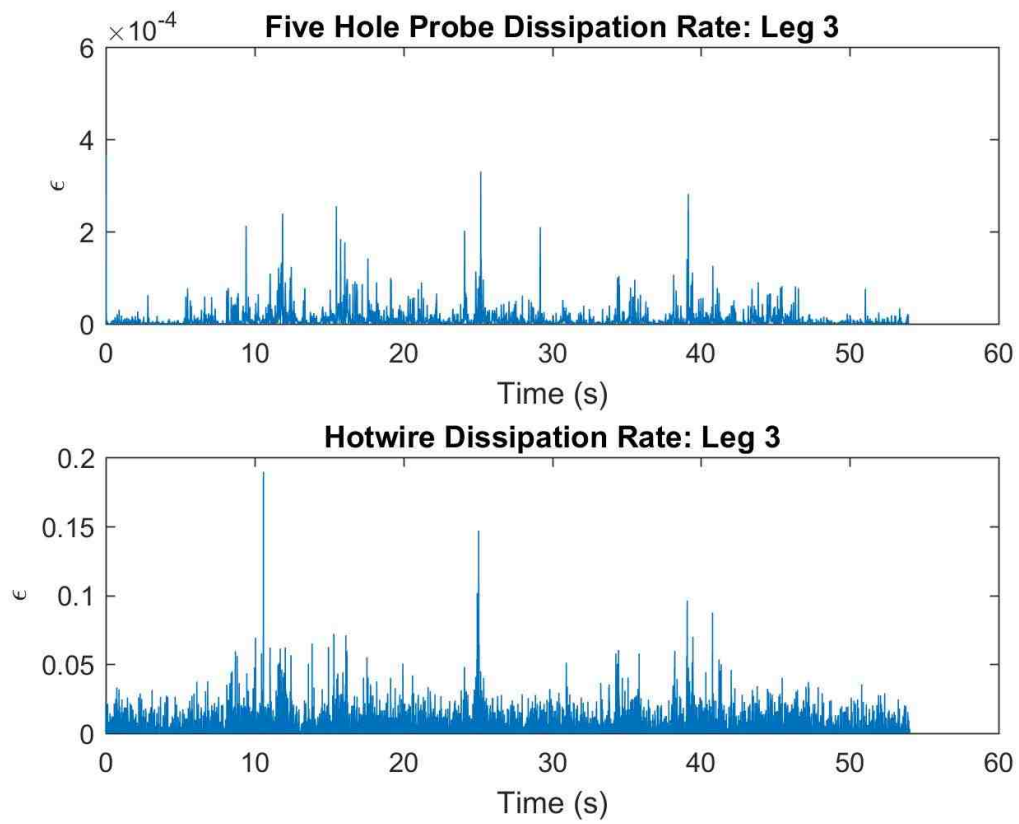 ×10⁻⁴
Five Hole Probe Dissipation Rate: Leg 3
6
4
2
0
ϵ
0 10 20 30 40 50 60
Time (s)
Hotwire Dissipation Rate: Leg 3
0.2
0.15
0.1
0.05
0
ϵ
0 10 20 30 40 50 60
Time (s)